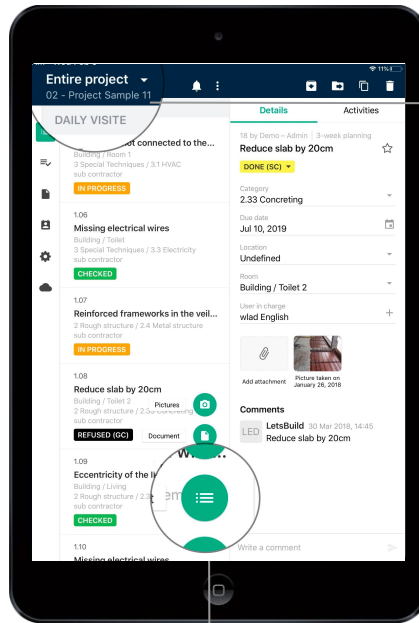 11%
Entire project
02 - Project Sample 11
DAILY VISITE
not connected to the...
Building / Room 1
3 Special Techniques / 3.1 HVAC
sub contractor
IN PROGRESS
1.06
Missing electrical wires
Building / Toilet
3 Special Techniques / 3.3 Electricity
sub contractor
CHECKED
1.07
Reinforced frameworks in the veil...
2 Rough structure / 2.4 Metal structure
sub contractor
IN PROGRESS
1.08
Reduce slab by 20cm
Building / Toilet 2
2 Rough structure / 2.33 Concreting
sub contractor
REFUSED (GC)
Pictures
Document
1.09
Eccentricity of the
Building / Living
2 Rough structure / 2.3
sub contractor
CHECKED
1.10
Missing electrical wires
Details
Activities
18 by Demo – Admin | 3-week planning
Reduce slab by 20cm
DONE (SC)
Category
2.33 Concreting
Due date
Jul 10, 2019
Location
Undefined
Room
Building / Toilet 2
User in charge
wlad English
Add attachment
Picture taken on
January 26, 2018
Comments
LED
LetsBuild 30 Mar 2018, 14:45
Reduce slab by 20cm
Write a comment